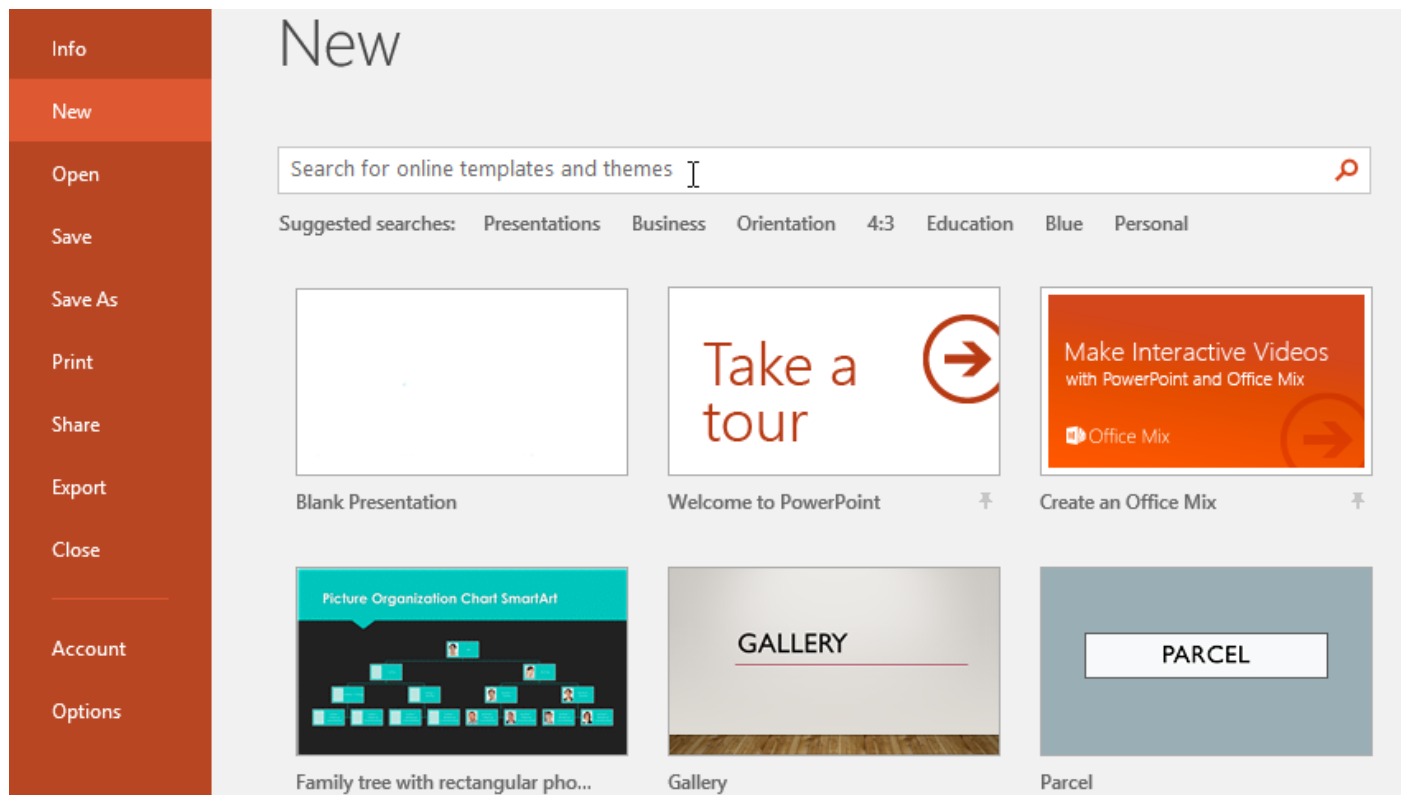 Info
New
Open
Save
Save As
Print
Share
Export
Close
Account
Options
New
Search for online templates and themes
Suggested searches: Presentations Business Orientation 4:3 Education Blue Personal
Take a
tour
Make Interactive Videos
with PowerPoint and Office Mix
Office Mix
Blank Presentation
Welcome to PowerPoint
Create an Office Mix
Picture Organization Chart SmartArt
GALLERY
PARCEL
Family tree with rectangular pho...
Gallery
Parcel